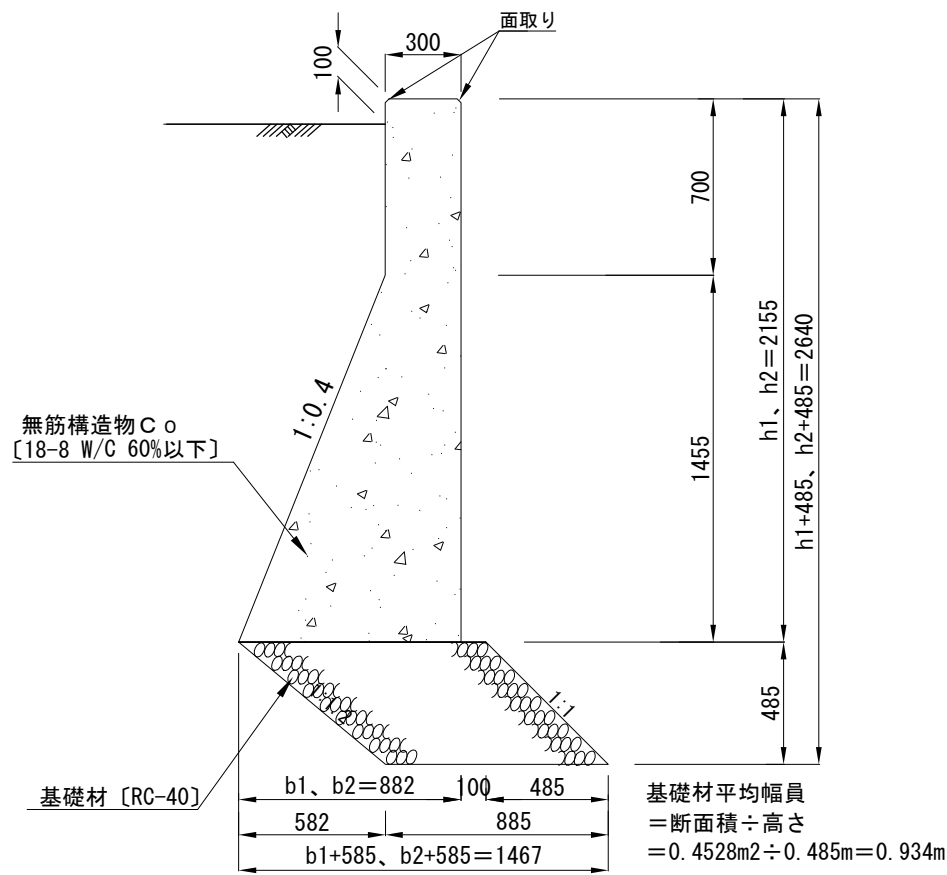 面取り
300
100
700
h1、h2=2155
h1+485、h2+485=2640
1:0.4
1455
無筋構造物Ｃｏ
〔18-8 W/C 60%以下〕
1:1.2
1:1
485
基礎材〔RC-40〕
b1、b2=882
100
485
582
885
b1+585、b2+585=1467
基礎材平均幅員
=断面積÷高さ
=0.4528m2÷0.485m=0.934m